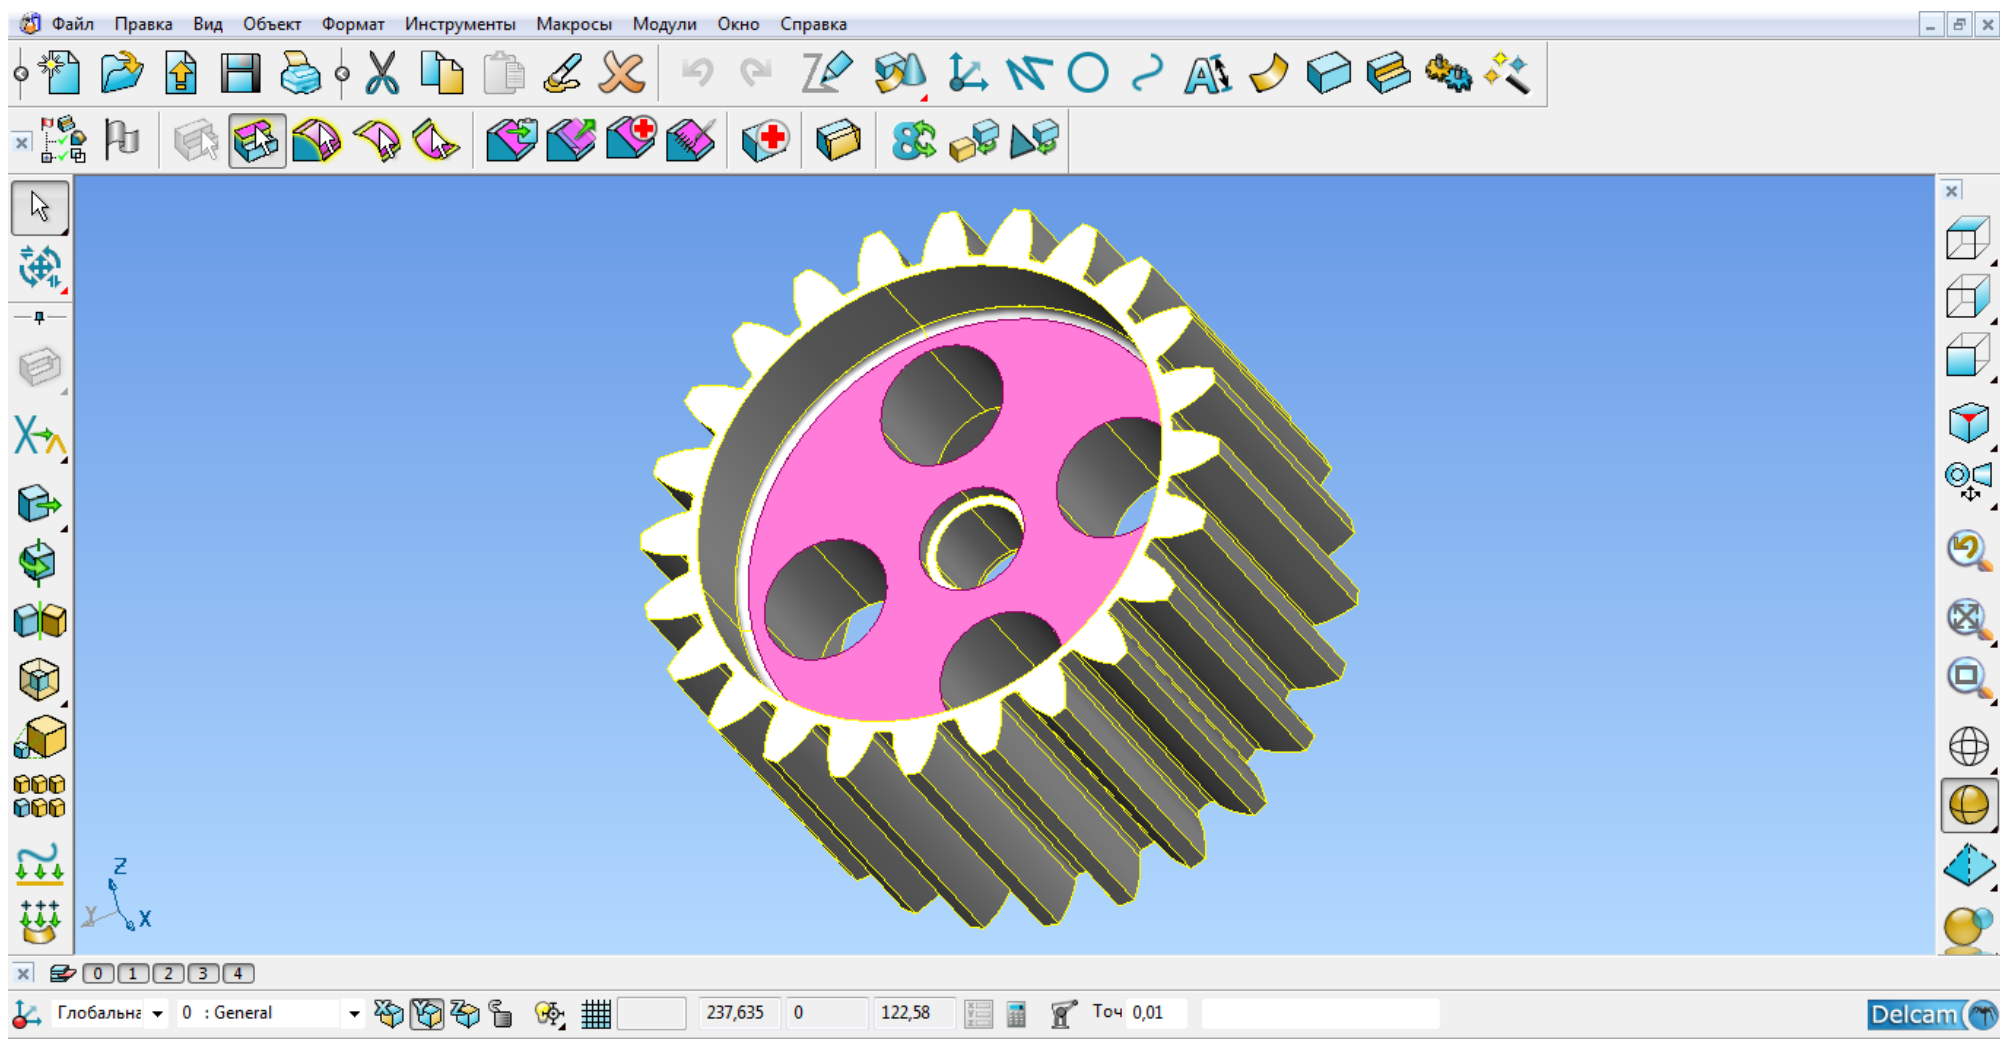 Файл Правка Вид Объект Формат Инструменты Макросы Модули Окно Справка
Z
Y
X
0 1 2 3 4
Глобальна 0 : General 237,635 0 122,58 Точ 0,01
Delcam